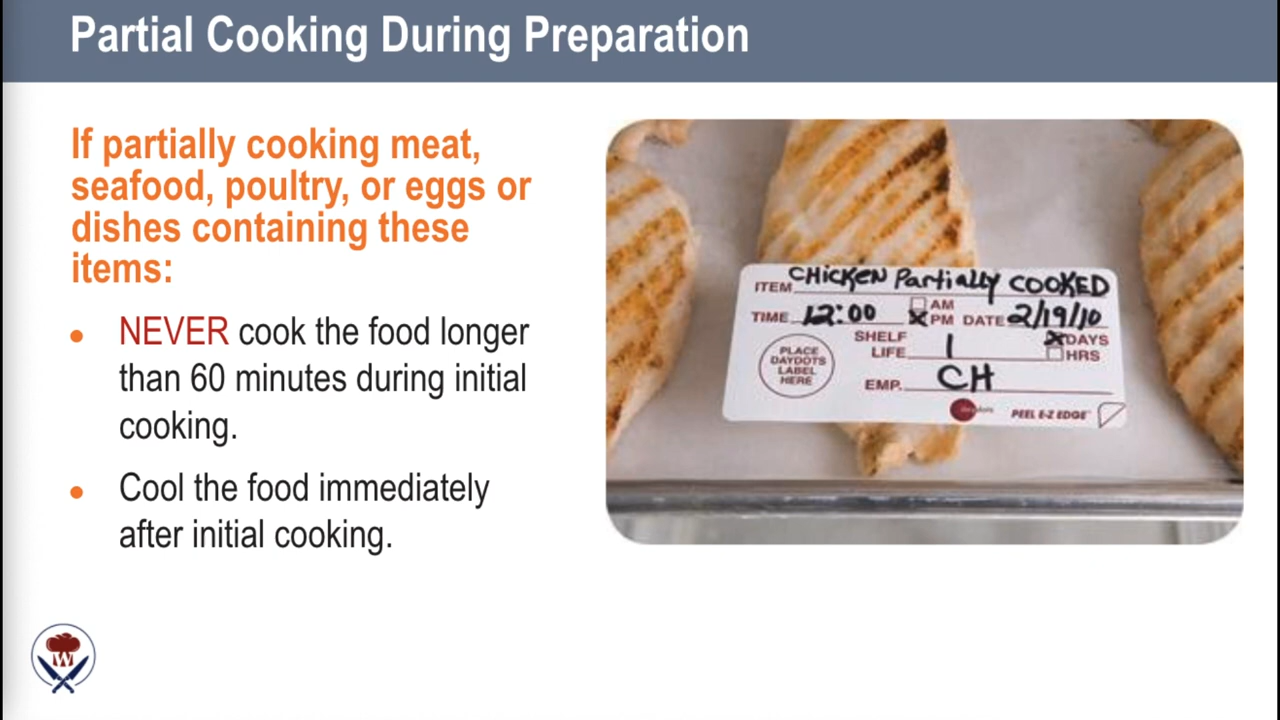 Partial Cooking During Preparation
If partially cooking meat,
seafood, poultry, or eggs or
dishes containing these
items:
• NEVER cook the food longer
than 60 minutes during initial
cooking.
• Cool the food immediately
after initial cooking.
ITEM CHicKEN Partially COOKED
TIME 12:00 AM PM DATE 2/19/10
SHELF LIFE 1 DAYS HRS
PLACE
DAYDOTS
LABEL
HERE
EMP. CH
PEEL E-Z EDGE
W